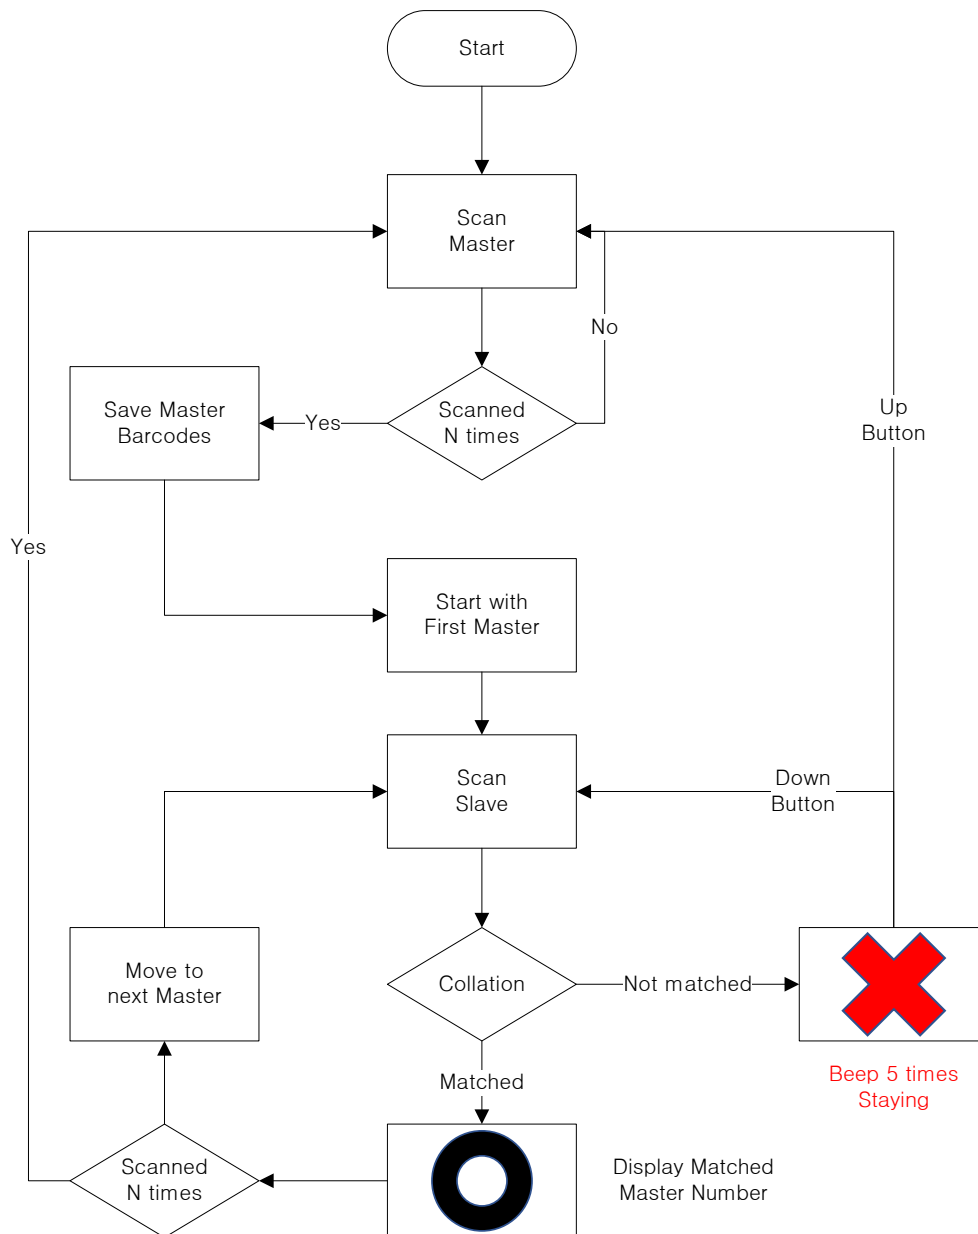 Start
Scan
Master
No
Scanned
N times
Yes
Save Master
Barcodes
Up
Button
Yes
Start with
First Master
Scan
Slave
Down
Button
Move to
next Master
Collation
Not matched
Beep 5 times
Staying
Matched
Scanned
N times
Display Matched
Master Number